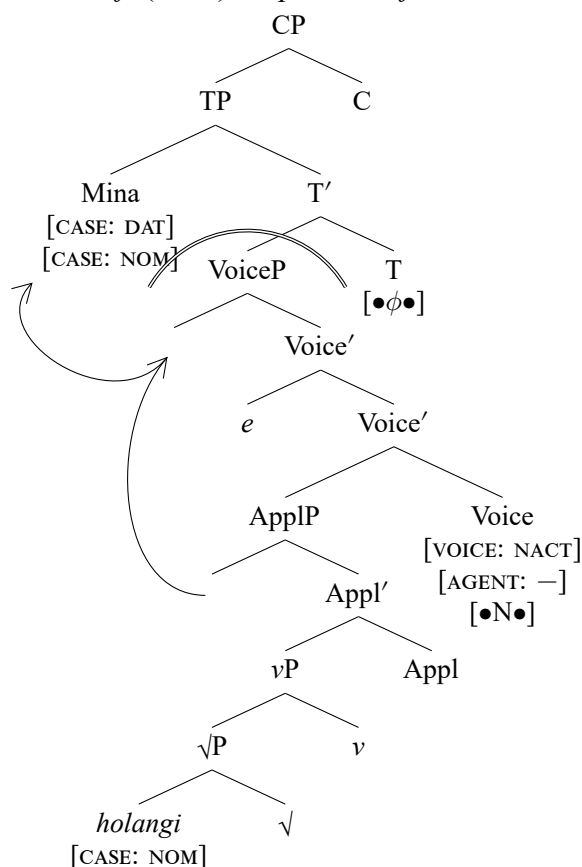 CP
TP C
Mina T′
[CASE: DAT]
[CASE: NOM]
VoiceP T
[•ϕ•]
Voice′
e Voice′
ApplP Voice
[VOICE: NACT]
[AGENT: −]
Appl′ [•N•]
vP Appl
√P v
holangi √
[CASE: NOM]